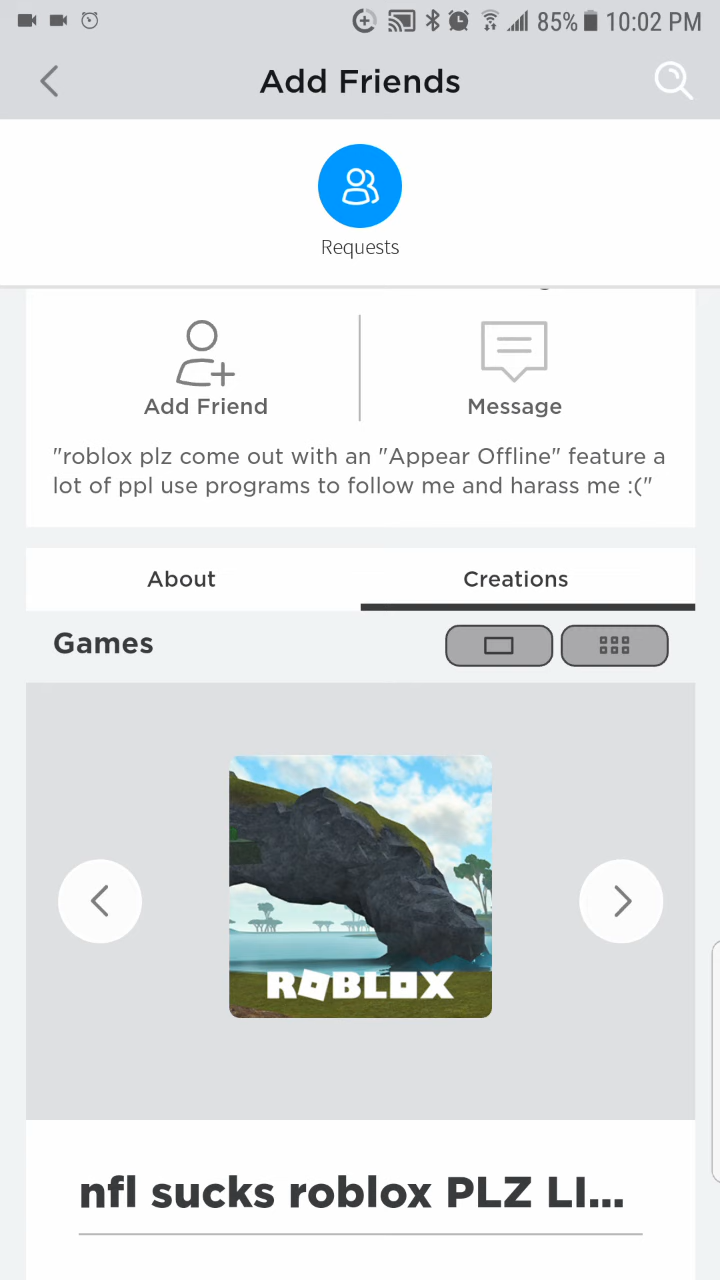 85% 10:02 PM
Add Friends
Requests
Add Friend
Message
"roblox plz come out with an "Appear Offline" feature a
lot of ppl use programs to follow me and harass me :("
About
Creations
Games
ROBLOX
nfl sucks roblox PLZ LI...